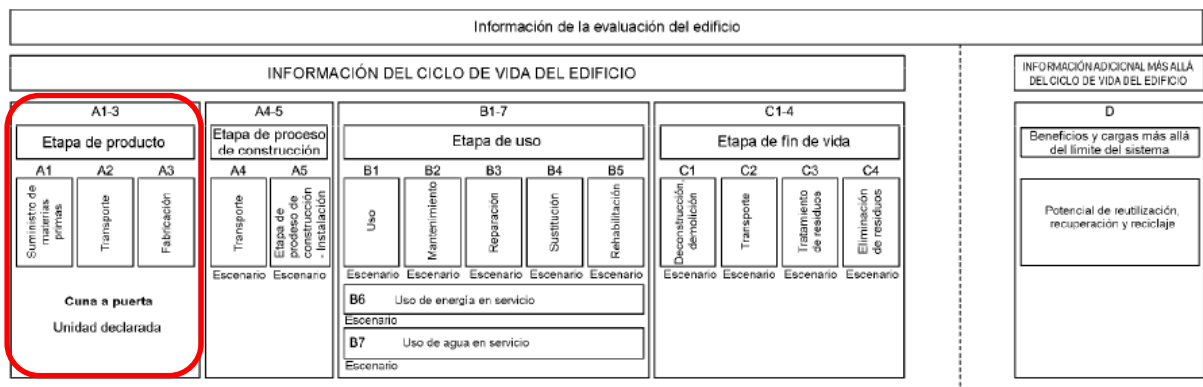 Información de la evaluación del edificio
INFORMACIÓN DEL CICLO DE VIDA DEL EDIFICIO
INFORMACIÓN ADICIONAL MÁS ALLÁ
DEL CICLO DE VIDA DEL EDIFICIO
A1-3
Etapa de producto
A1
A2
A3
Suministro de
materias
primas
Transporte
Fabricación
Cuna a puerta
Unidad declarada
A4-5
Etapa de proceso
de construcción
A4
A5
Transporte
Etapa de
prodeso de
construcción
- Instalación
Escenario
Escenario
B1-7
Etapa de uso
B1
B2
B3
B4
B5
Uso
Mantenimiento
Reparación
Sustitución
Rehabilitación
Escenario
Escenario
Escenario
Escenario
Escenario
B6 Uso de energía en servicio
Escenario
B7 Uso de agua en servicio
Escenario
C1-4
Etapa de fin de vida
C1
C2
C3
C4
Deconstrucción,
demolición
Transporte
Tratamiento
de residuos
Eliminación
de residuos
Escenario
Escenario
Escenario
Escenario
D
Beneficios y cargas más allá
del límite del sistema
Potencial de reutilización,
recuperación y reciclaje